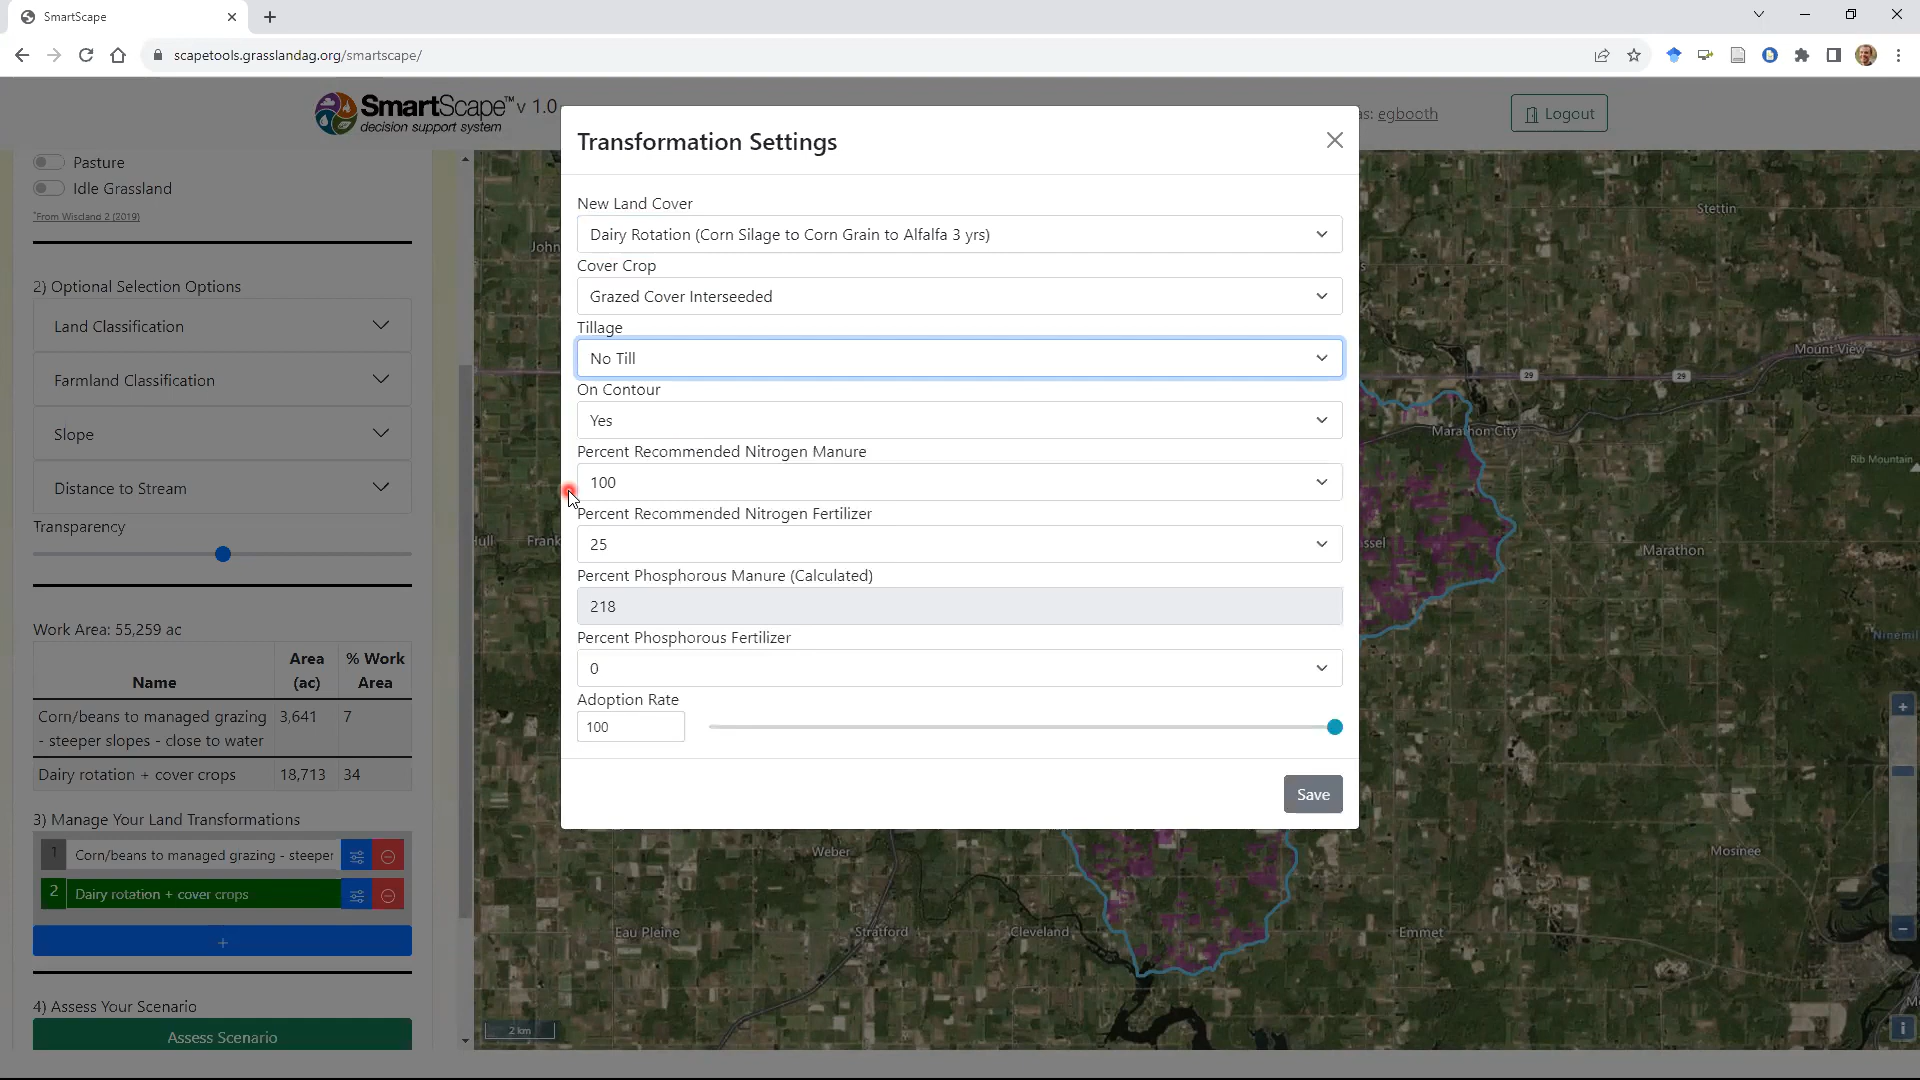 SmartScape
scapetools.grasslandag.org/smartscape/
SmartScape™ v 1.0
decision support system
as: egbooth
Logout
Pasture
Idle Grassland
*From Wiscland 2 (2019)
2) Optional Selection Options
Land Classification
Farmland Classification
Slope
Distance to Stream
Transparency
Work Area: 55,259 ac
Name Area (ac) % Work Area
Corn/beans to managed grazing - steeper slopes - close to water 3,641 7
Dairy rotation + cover crops 18,713 34
3) Manage Your Land Transformations
1 Corn/beans to managed grazing - steeper
2 Dairy rotation + cover crops
+
4) Assess Your Scenario
Assess Scenario
Transformation Settings
New Land Cover
Dairy Rotation (Corn Silage to Corn Grain to Alfalfa 3 yrs)
Cover Crop
Grazed Cover Interseeded
Tillage
No Till
On Contour
Yes
Percent Recommended Nitrogen Manure
100
Percent Recommended Nitrogen Fertilizer
25
Percent Phosphorous Manure (Calculated)
218
Percent Phosphorous Fertilizer
0
Adoption Rate
100
Save
Stettin
John
Mount View
29
29
Marathon City
Rib Mountain
Hull
Frank
assel
Marathon
Ninemil
Weber
Mosinee
Eau Pleine
Stratford
Cleveland
Emmet
2 km
+
-
i